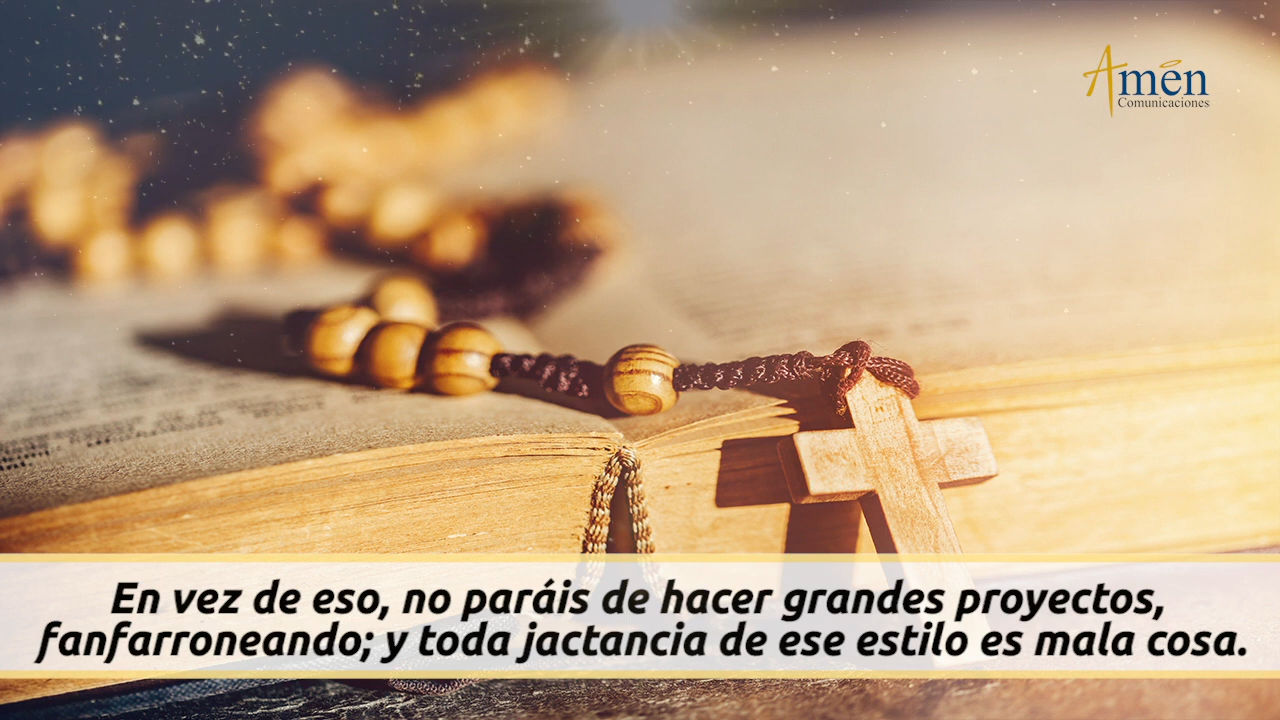 Amén
Comunicaciones
En vez de eso, no paráis de hacer grandes proyectos,
fanfarroneando; y toda jactancia de ese estilo es mala cosa.